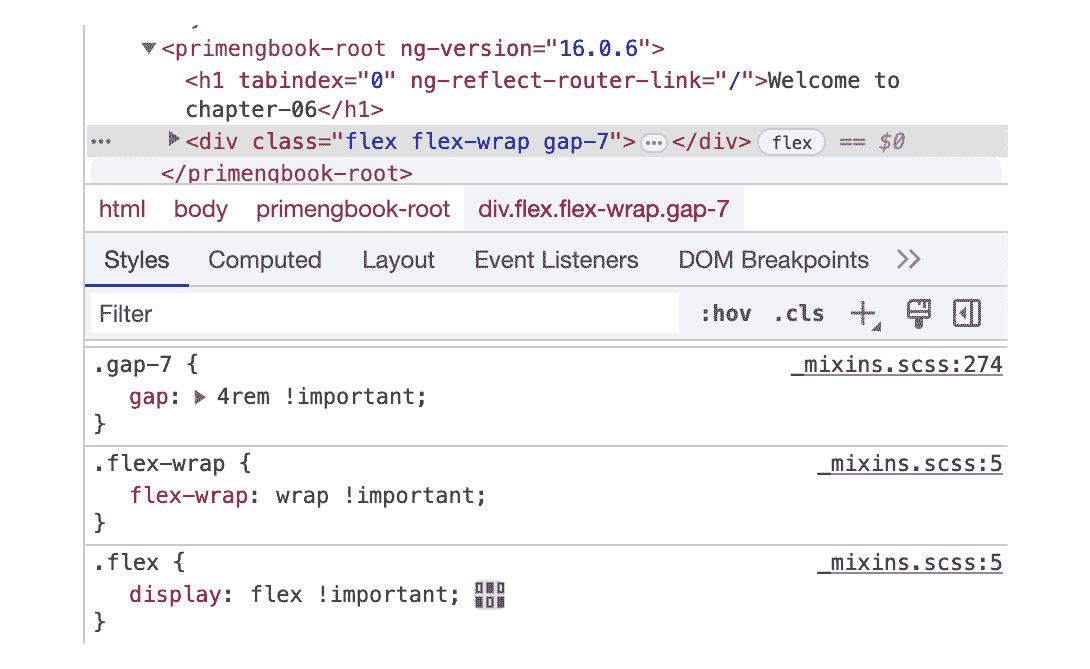 <primengbook-root ng-version="16.0.6">
<h1 tabindex="0" ng-reflect-router-link="/">Welcome to
chapter-06</h1>
<div class="flex flex-wrap gap-7"> </div> flex == $0
</primengbook-root>
html body primengbook-root div.flex.flex-wrap.gap-7
Styles Computed Layout Event Listeners DOM Breakpoints
Filter :hov .cls
.gap-7 { _mixins.scss:274
gap: 4rem !important;
}
.flex-wrap { _mixins.scss:5
flex-wrap: wrap !important;
}
.flex { _mixins.scss:5
display: flex !important;
}